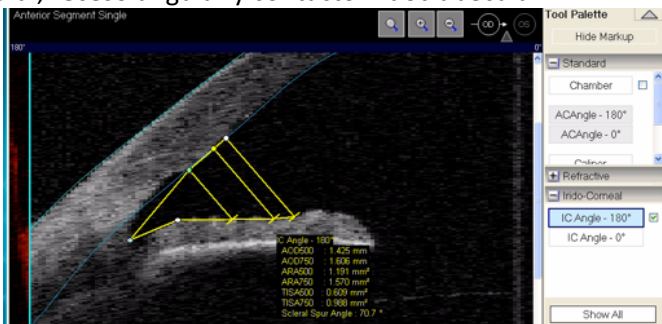 Anterior Segment Single
OD
OS
180°
0°
IC Angle - 180°
AOD500 : 1.425 mm
AOD750 : 1.606 mm
ARA500 : 1.191 mm²
ARA750 : 1.570 mm²
TISA500 : 0.609 mm²
TISA750 : 0.988 mm²
Scleral Spur Angle : 70.7 °
Tool Palette
Hide Markup
Standard
Chamber
ACAngle - 180°
ACAngle - 0°
Caliper
Refractive
Irido-Corneal
IC Angle - 180°
IC Angle - 0°
Show All